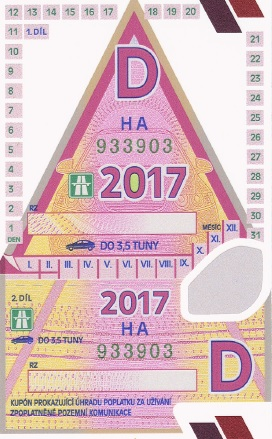 12 13 14 15 16 17 18 19 20
11 1.DÍL 21
10 22
9 23
8 24
7 25
6 26
5 27
4 28
3 29
2 30
1 31
DEN
D
HA
933903
2017
RZ
MĚSÍC XII.
XI.
X.
DO 3,5 TUNY
I. II. III. IV. V. VI. VII. VIII. IX.
2017
2.DÍL
HA
DO 3,5 TUNY
933903
RZ
D
KUPÓN PROKAZUJÍCÍ ÚHRADU POPLATKU ZA UŽÍVÁNÍ
ZPOPLATNĚNÉ POZEMNÍ KOMUNIKACE